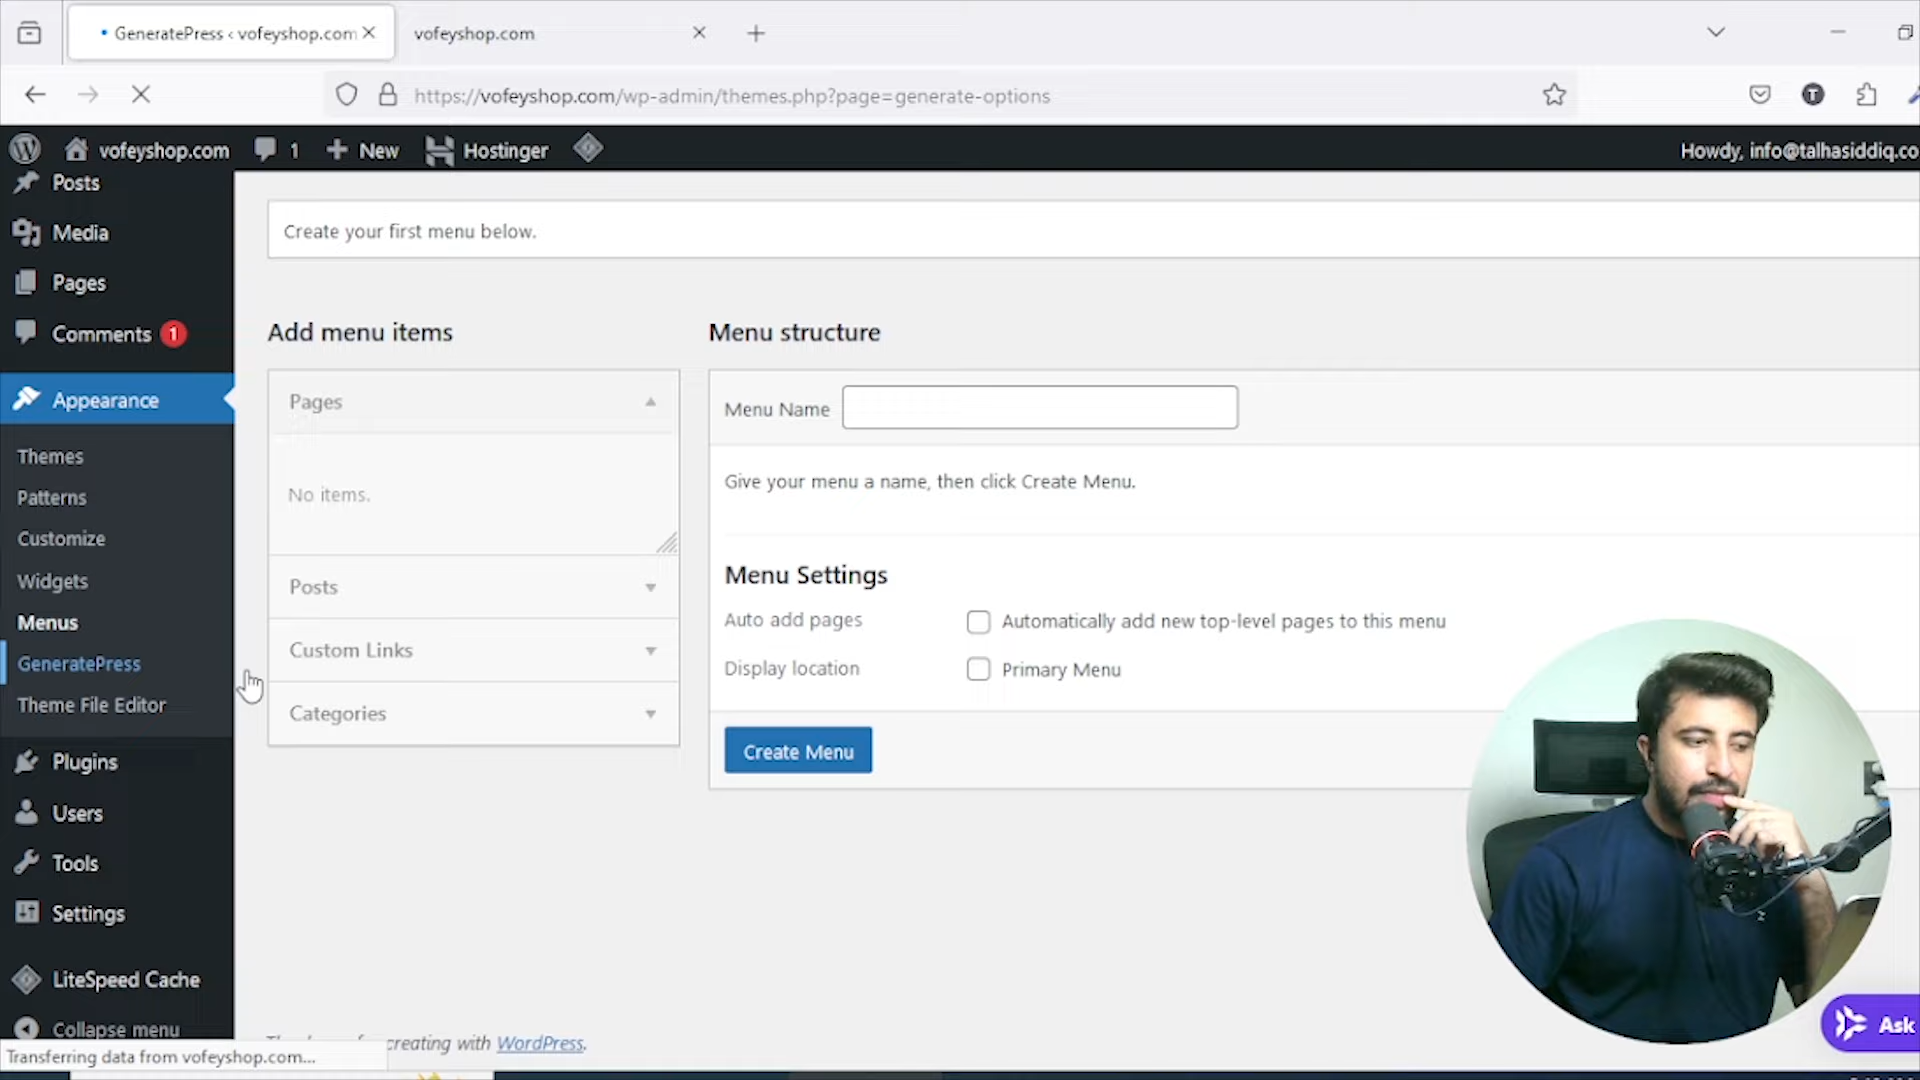 GeneratePress ‹ vofeyshop.com
vofeyshop.com
https://vofeyshop.com/wp-admin/themes.php?page=generate-options
vofeyshop.com
1
New
Hostinger
Howdy, info@talhasiddiq.co
Posts
Media
Pages
Comments 1
Appearance
Themes
Patterns
Customize
Widgets
Menus
GeneratePress
Theme File Editor
Plugins
Users
Tools
Settings
LiteSpeed Cache
Collapse menu
Create your first menu below.
Add menu items
Pages
No items.
Posts
Custom Links
Categories
Menu structure
Menu Name
Give your menu a name, then click Create Menu.
Menu Settings
Auto add pages
Automatically add new top-level pages to this menu
Display location
Primary Menu
Create Menu
creating with WordPress.
Transferring data from vofeyshop.com...
Ask